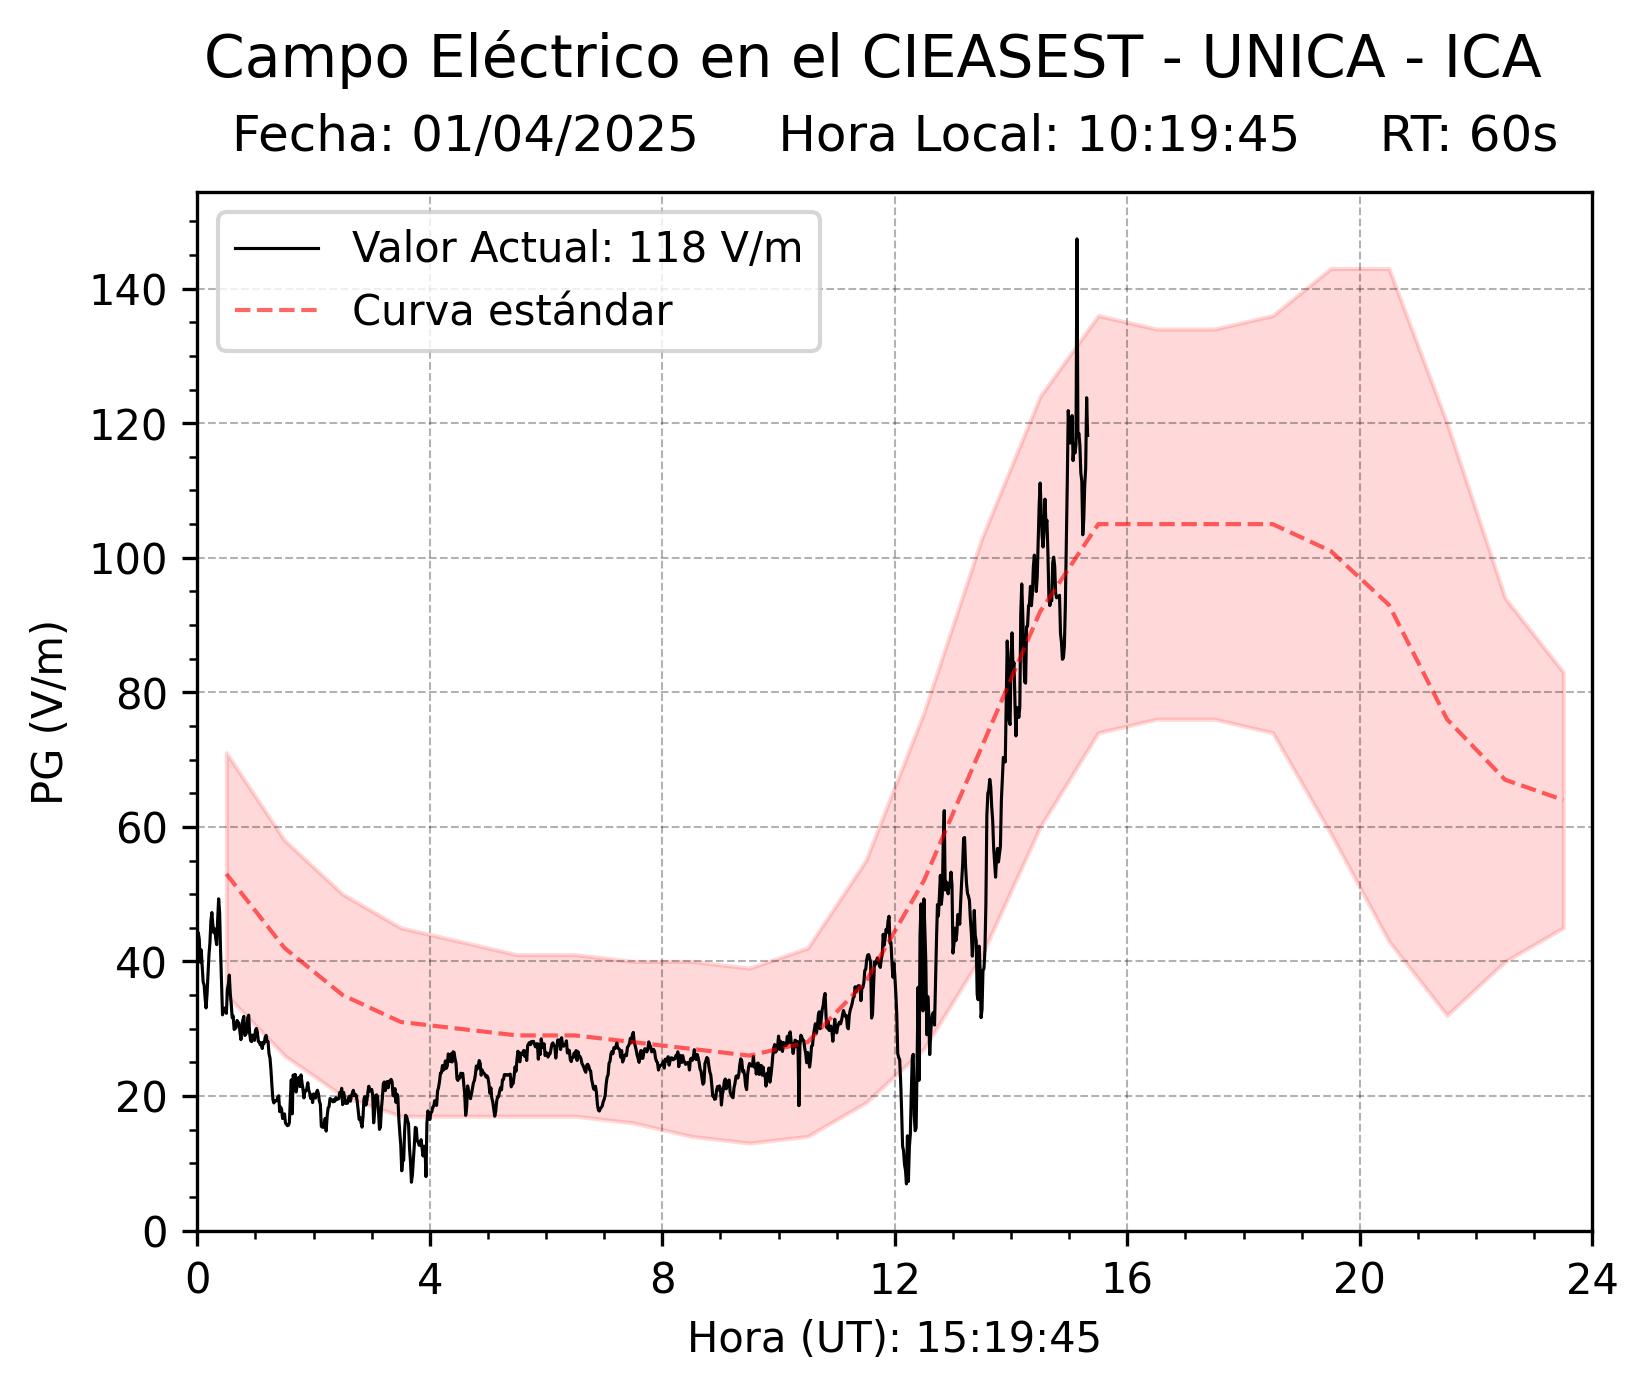 Campo Eléctrico en el CIEASEST - UNICA - ICA
Fecha: 01/04/2025 Hora Local: 10:19:45 RT: 60s
Valor Actual: 118 V/m
Curva estándar
140
120
100
80
60
40
20
0
PG (V/m)
0 4 8 12 16 20 24
Hora (UT): 15:19:45